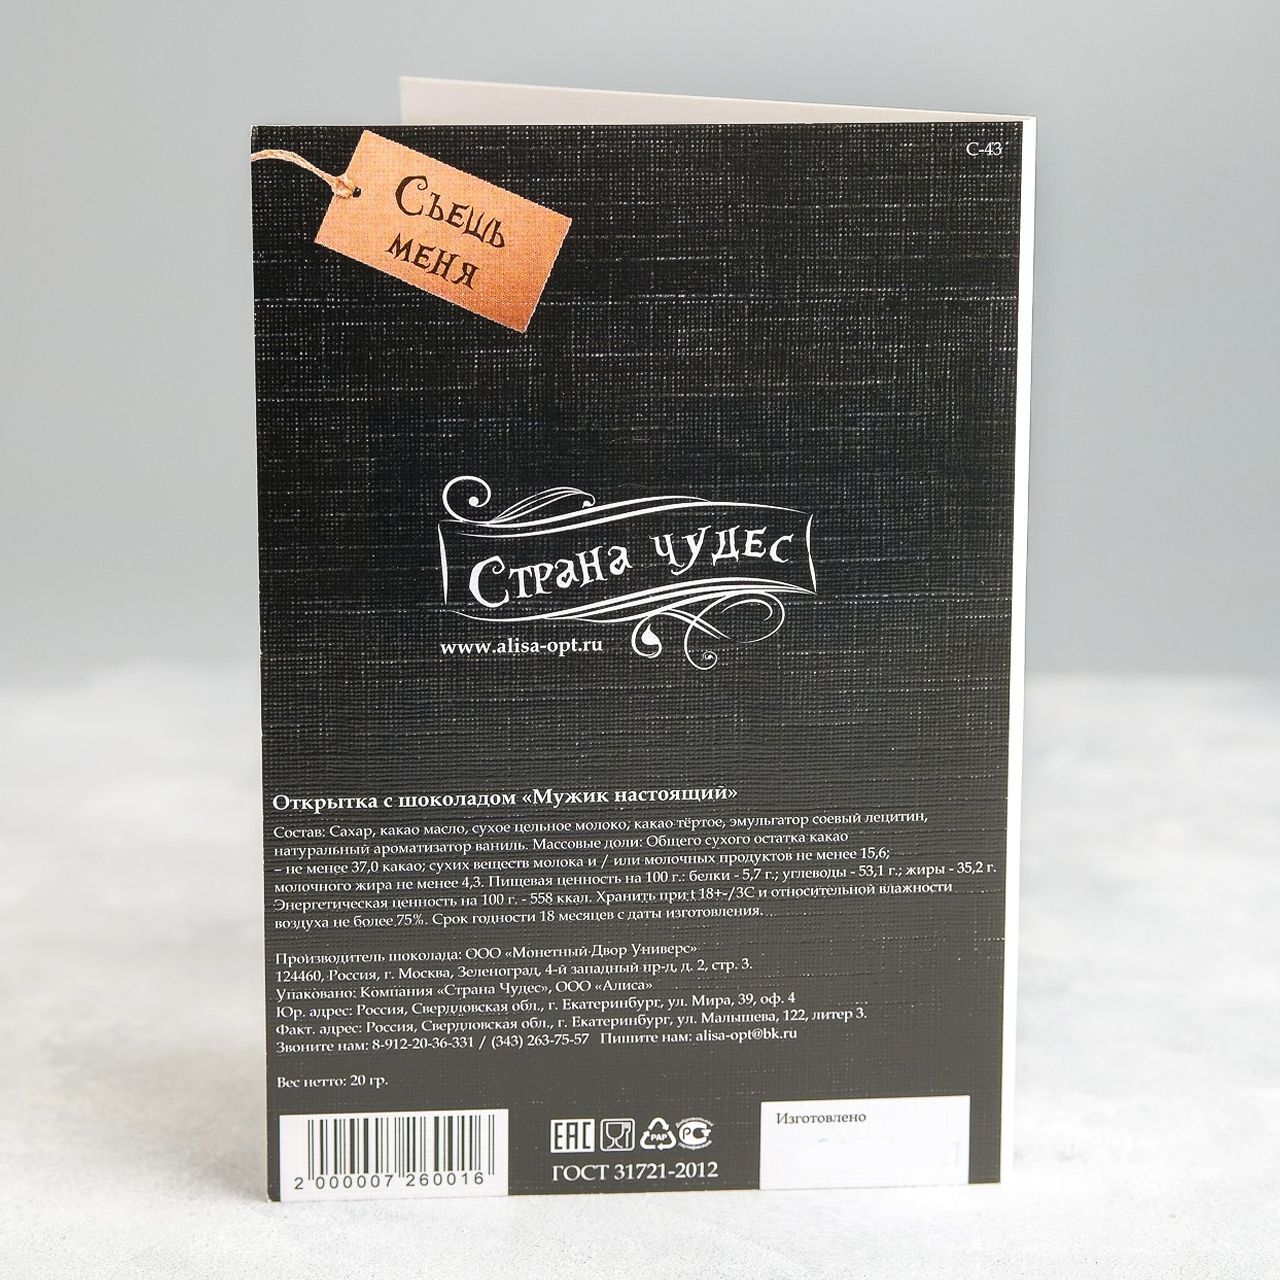 С-43
Съешь
меня
Страна чудес
www.alisa-opt.ru
Открытка с шоколадом «Мужик настоящий»
Состав: Сахар, какао масло, сухое цельное молоко; какао тёртое, эмульгатор соевый лецитин,
натуральный ароматизатор ваниль. Массовые доли: Общего сухого остатка какао
– не менее 37,0 какао; сухих веществ молока и / или молочных продуктов не менее 15,6;
молочного жира не менее 4,3. Пищевая ценность на 100 г.: белки - 5,7 г.; углеводы - 53,1 г.; жиры - 35,2 г.
Энергетическая ценность на 100 г. - 558 ккал. Хранить при t 18+-/3С и относительной влажности
воздуха не более 75%. Срок годности 18 месяцев с даты изготовления.
Производитель шоколада: ООО «Монетный Двор Универс»
124460, Россия, г. Москва, Зеленоград, 4-й западный пр-д, д. 2, стр. 3.
Упаковано: Компания «Страна Чудес», ООО «Алиса»
Юр. адрес: Россия, Свердловская обл., г. Екатеринбург, ул. Мира, 39, оф. 4
Факт. адрес: Россия, Свердловская обл., г. Екатеринбург, ул. Малышева, 122, литер 3.
Звоните нам: 8-912-20-36-331 / (343) 263-75-57 Пишите нам: alisa-opt@bk.ru
Вес нетто: 20 гр.
2 000007 260016
EAC PAP
ГОСТ 31721-2012
Изготовлено